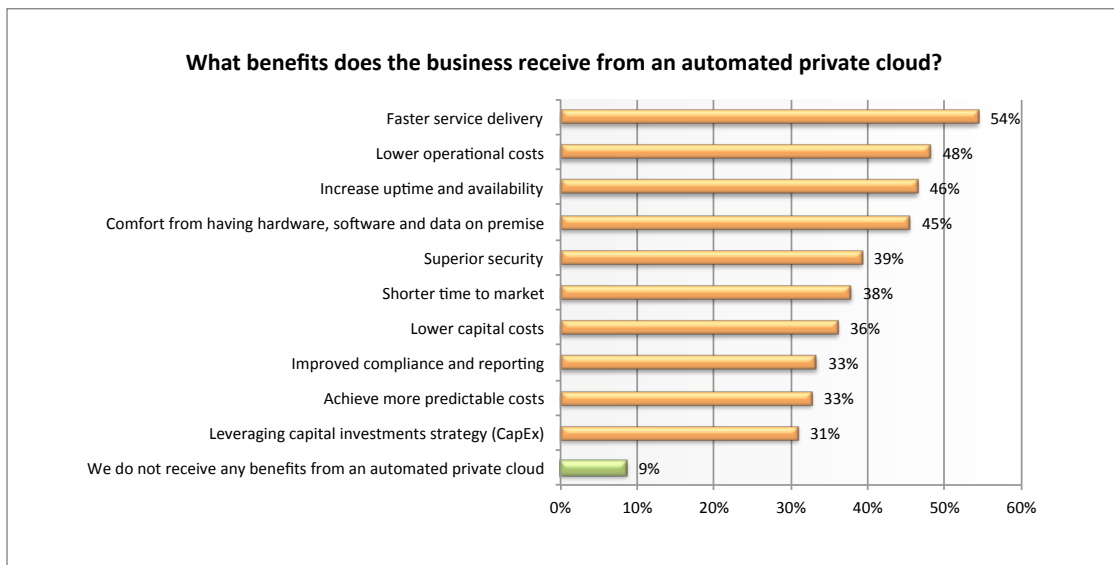 What benefits does the business receive from an automated private cloud?
Faster service delivery 54%
Lower operational costs 48%
Increase uptime and availability 46%
Comfort from having hardware, software and data on premise 45%
Superior security 39%
Shorter time to market 38%
Lower capital costs 36%
Improved compliance and reporting 33%
Achieve more predictable costs 33%
Leveraging capital investments strategy (CapEx) 31%
We do not receive any benefits from an automated private cloud 9%
0% 10% 20% 30% 40% 50% 60%